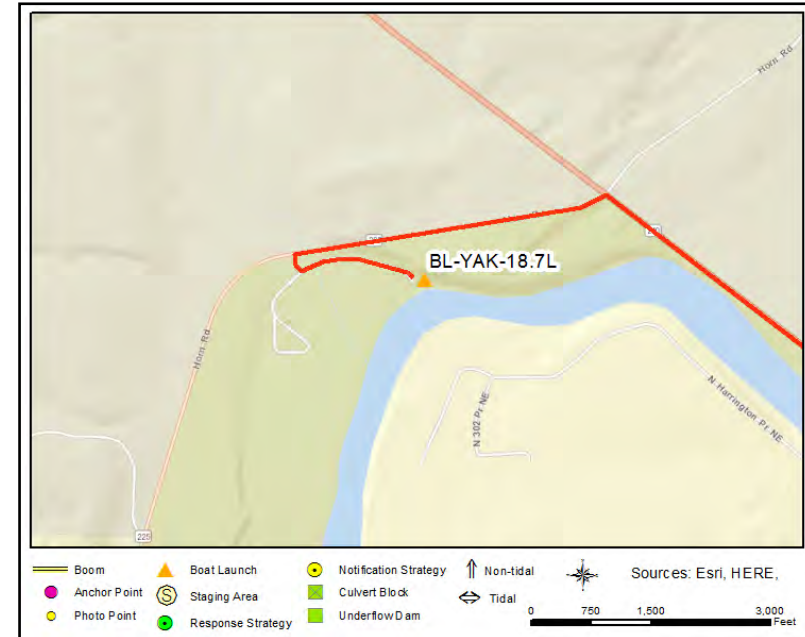 Horn Rd
BL-YAK-18.7L
Horn Rd
N Harrington Pr NE
N 302 Pr NE
225
Boom
Boat Launch
Notification Strategy
Non-tidal
Sources: Esri, HERE,
Anchor Point
Staging Area
Culvert Block
Tidal
Photo Point
Response Strategy
Underflow Dam
0 750 1,500 3,000
Feet